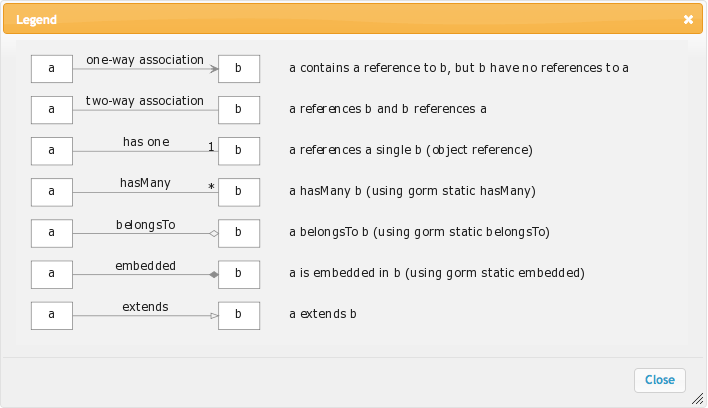 Legend
a one-way association b a contains a reference to b, but b have no references to a
a two-way association b a references b and b references a
a has one 1 b a references a single b (object reference)
a hasMany * b a hasMany b (using gorm static hasMany)
a belongsTo b a belongsTo b (using gorm static belongsTo)
a embedded b a is embedded in b (using gorm static embedded)
a extends b a extends b
Close